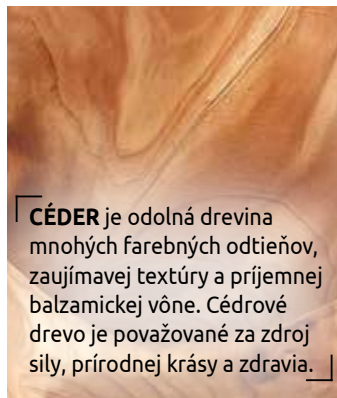 CÉDER je odolná drevina
mnohých farebných odtieňov,
zaujímavej textúry a príjemnej
balzamickej vône. Cédrové
drevo je považované za zdroj
sily, prírodnej krásy a zdravia.